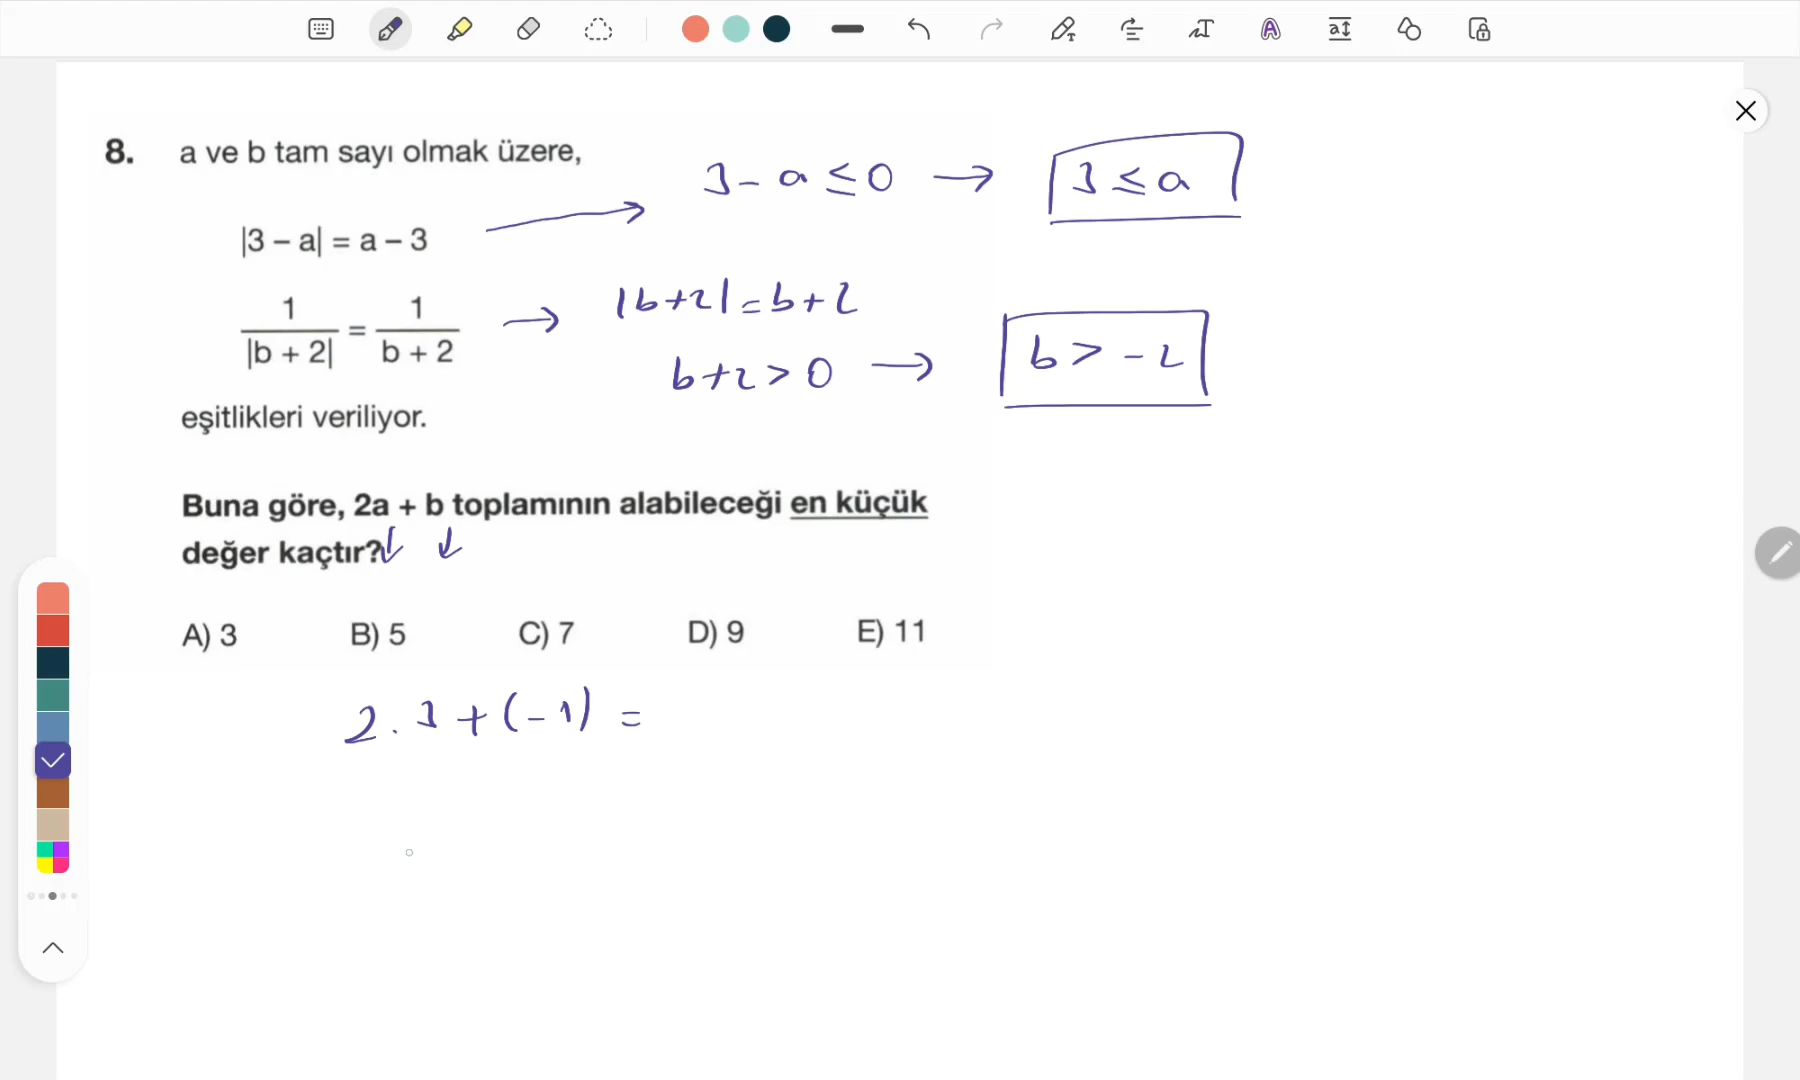 8. a ve b tam sayı olmak üzere,
3 - a ≤ 0 → 3 ≤ a
|3 – a| = a – 3 →
1/|b + 2| = 1/(b + 2) → |b+2| = b+2
b+2 > 0 → b > -2
eşitlikleri veriliyor.
Buna göre, 2a + b toplamının alabileceği en küçük
değer kaçtır? ↓ ↓
A) 3 B) 5 C) 7 D) 9 E) 11
2 . 3 + (-1) =